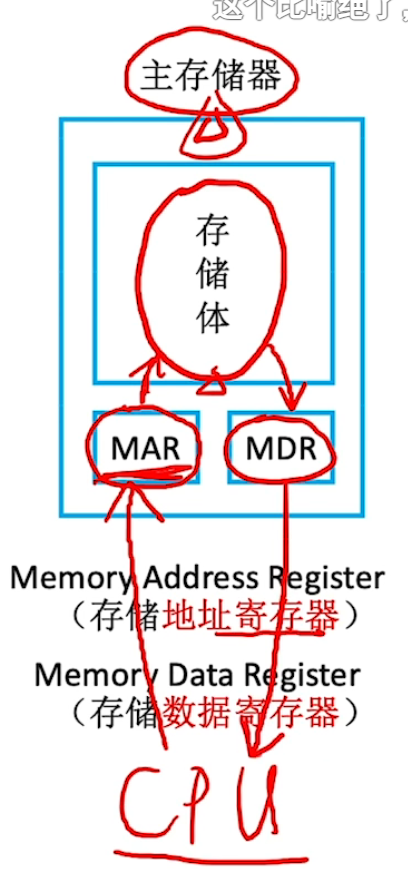 这个比喻绝了，
主存储器
存
储
体
MAR MDR
Memory Address Register
（存储地址寄存器）
Memory Data Register
（存储数据寄存器）
CPU